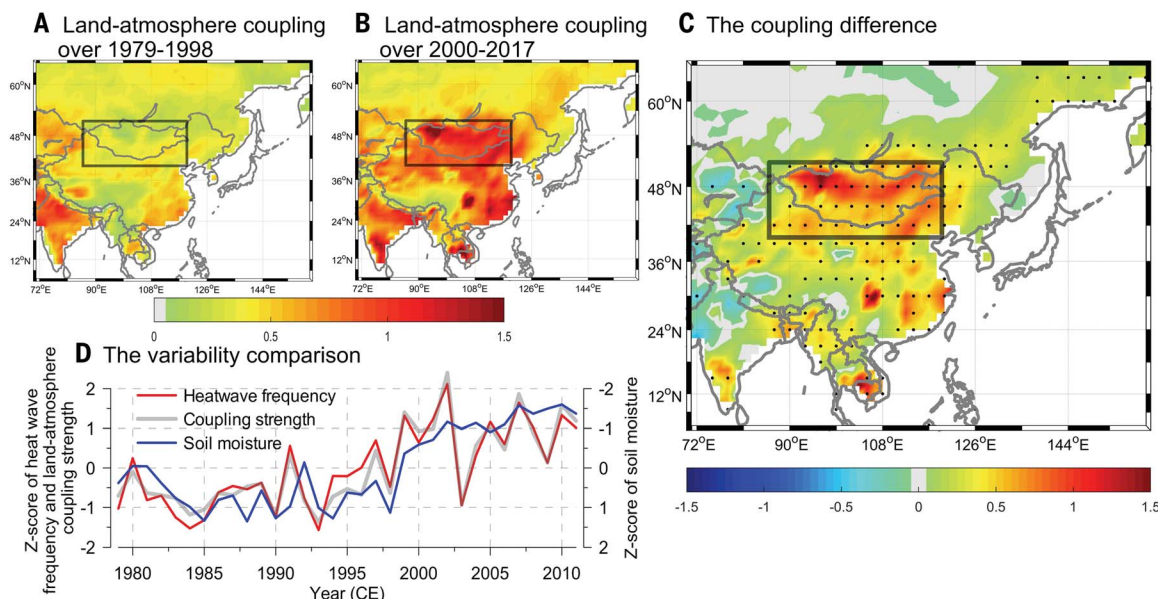 A Land-atmosphere coupling
over 1979-1998
B Land-atmosphere coupling
over 2000-2017
C The coupling difference
60°N
48°N
36°N
24°N
12°N
72°E 90°E 108°E 126°E 144°E
60°N
48°N
36°N
24°N
12°N
72°E 90°E 108°E 126°E 144°E
0 0.5 1 1.5
60°N
48°N
36°N
24°N
12°N
72°E 90°E 108°E 126°E 144°E
-1.5 -1 -0.5 0 0.5 1 1.5
D The variability comparison
Z-score of heat wave
frequency and land-atmosphere
coupling strength
2
1
0
-1
-2
Heatwave frequency
Coupling strength
Soil moisture
-2
-1
0
1
2
Z-score of soil moisture
1980 1985 1990 1995 2000 2005 2010
Year (CE)